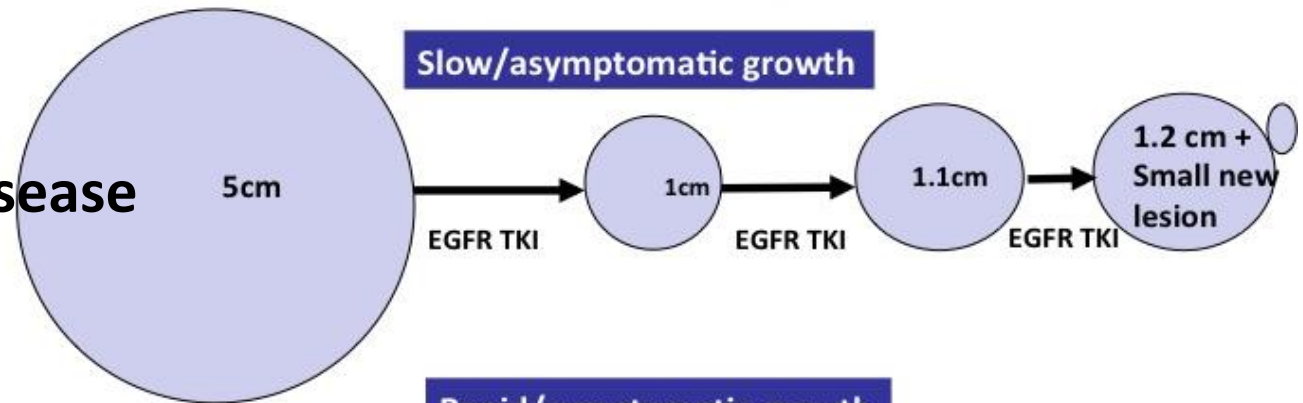 Slow/asymptomatic growth
sease
5cm
EGFR TKI
1cm
EGFR TKI
1.1cm
EGFR TKI
1.2 cm +
Small new
lesion